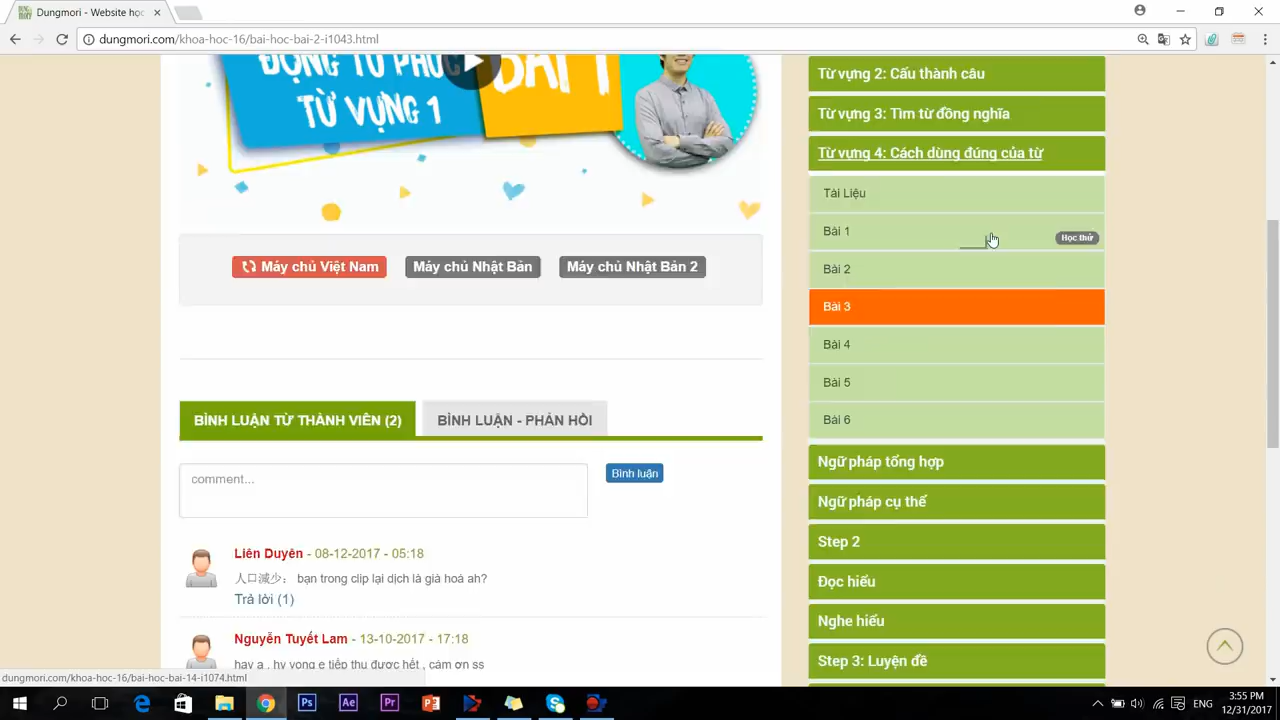 Dungmori - Website học
dungmori.com/khoa-hoc-16/bai-hoc-bai-2-i1043.html
ĐỘNG TỪ PHỨC
TỪ VỰNG 1
BÀI 1
Máy chủ Việt Nam
Máy chủ Nhật Bản
Máy chủ Nhật Bản 2
BÌNH LUẬN TỪ THÀNH VIÊN (2)
BÌNH LUẬN - PHẢN HỒI
comment...
Bình luận
Liên Duyên - 08-12-2017 - 05:18
人口減少： bạn trong clip lại dịch là già hoá ah?
Trả lời (1)
Nguyễn Tuyết Lam - 13-10-2017 - 17:18
hay a , hy vong e tiếp thu được hết , cám ơn ss
Từ vựng 2: Cấu thành câu
Từ vựng 3: Tìm từ đồng nghĩa
Từ vựng 4: Cách dùng đúng của từ
Tài Liệu
Bài 1
Học thử
Bài 2
Bài 3
Bài 4
Bài 5
Bài 6
Ngữ pháp tổng hợp
Ngữ pháp cụ thể
Step 2
Đọc hiểu
Nghe hiểu
Step 3: Luyện đề
dungmori.com/khoa-hoc-16/bai-hoc-bai-14-i1074.html
Ps
Ae
Pr
ENG
3:55 PM
12/31/2017